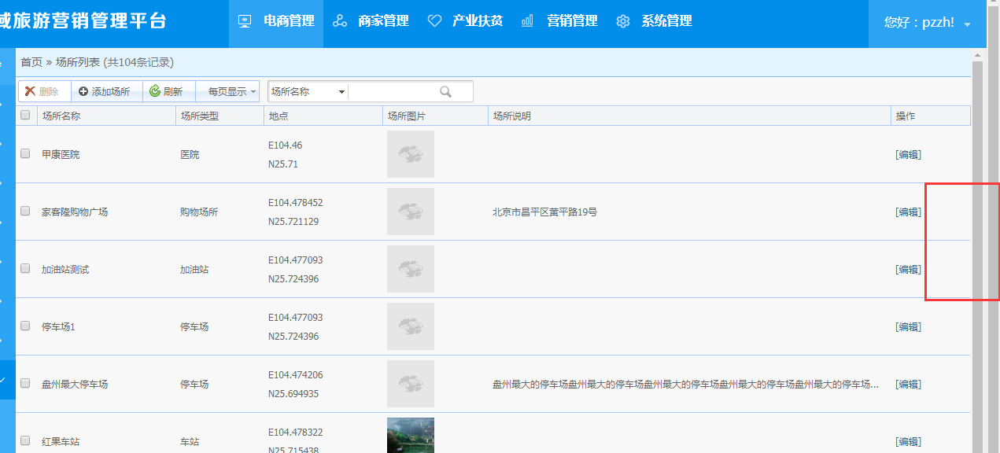 域旅游营销管理平台
电商管理 商家管理 产业扶贫 营销管理 系统管理
您好：pzzh!
首页 » 场所列表 (共104条记录)
删除 添加场所 刷新 每页显示 场所名称
场所名称 场所类型 地点 场所图片 场所说明 操作
甲康医院 医院 E104.46 N25.71 [编辑]
家客隆购物广场 购物场所 E104.478452 N25.721129 北京市昌平区黄平路19号 [编辑]
加油站测试 加油站 E104.477093 N25.724396 [编辑]
停车场1 停车场 E104.477093 N25.724396 [编辑]
盘州最大停车场 停车场 E104.474206 N25.694935 盘州最大的停车场盘州最大的停车场盘州最大的停车场盘州最大的停车场盘州最大的停车场... [编辑]
红果车站 车站 E104.478322 N25.715438 [编辑]